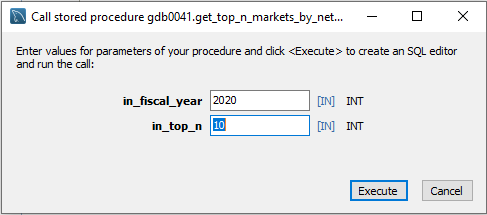 Call stored procedure gdb0041.get_top_n_markets_by_net...
Enter values for parameters of your procedure and click <Execute> to create an SQL editor
and run the call:
in_fiscal_year 2020 [IN] INT
in_top_n 10 [IN] INT
Execute Cancel